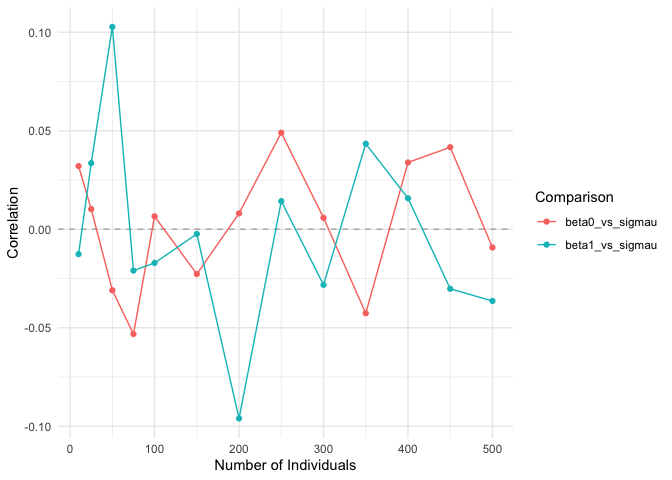 0.10
0.05
0.00
-0.05
-0.10
Correlation
0 100 200 300 400 500
Number of Individuals
Comparison
beta0_vs_sigmau
beta1_vs_sigmau